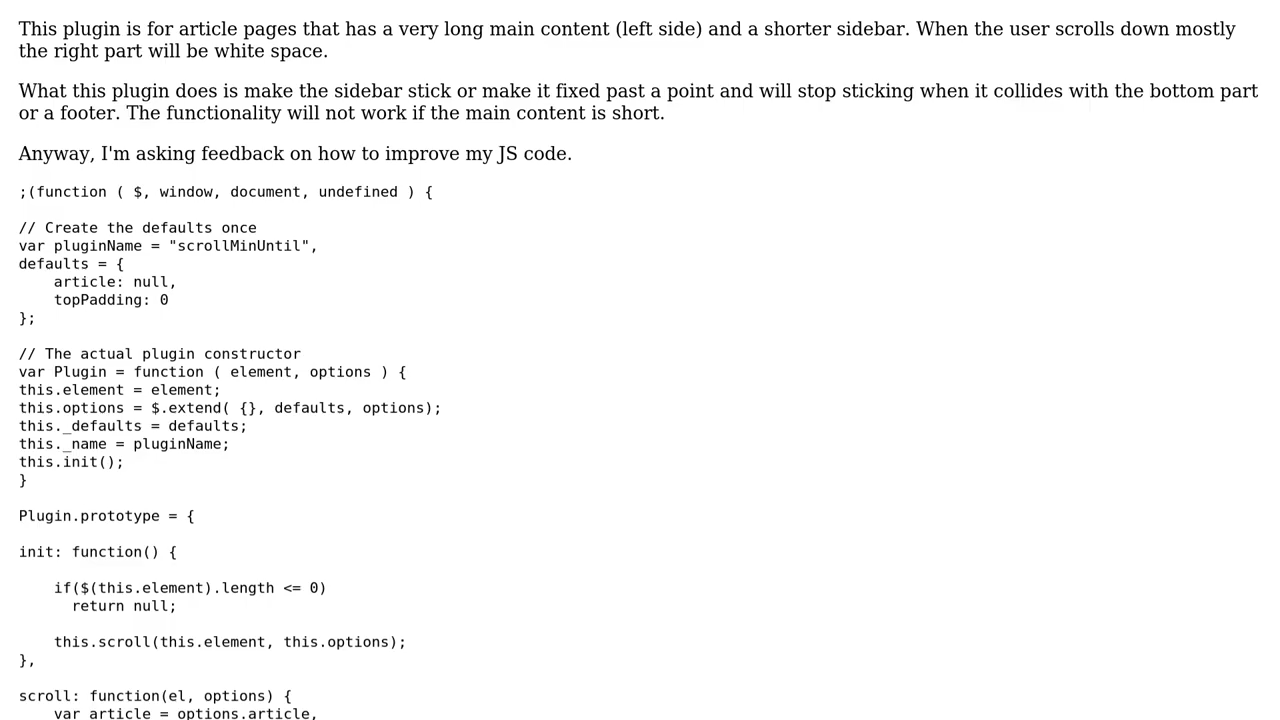 This plugin is for article pages that has a very long main content (left side) and a shorter sidebar. When the user scrolls down mostly
the right part will be white space.
What this plugin does is make the sidebar stick or make it fixed past a point and will stop sticking when it collides with the bottom part
or a footer. The functionality will not work if the main content is short.
Anyway, I'm asking feedback on how to improve my JS code.
;(function ( $, window, document, undefined ) {
// Create the defaults once
var pluginName = "scrollMinUntil",
defaults = {
    article: null,
    topPadding: 0
};
// The actual plugin constructor
var Plugin = function ( element, options ) {
this.element = element;
this.options = $.extend( {}, defaults, options);
this._defaults = defaults;
this._name = pluginName;
this.init();
}
Plugin.prototype = {
init: function() {
    if($(this.element).length <= 0)
      return null;
    this.scroll(this.element, this.options);
},
scroll: function(el, options) {
    var article = options.article,